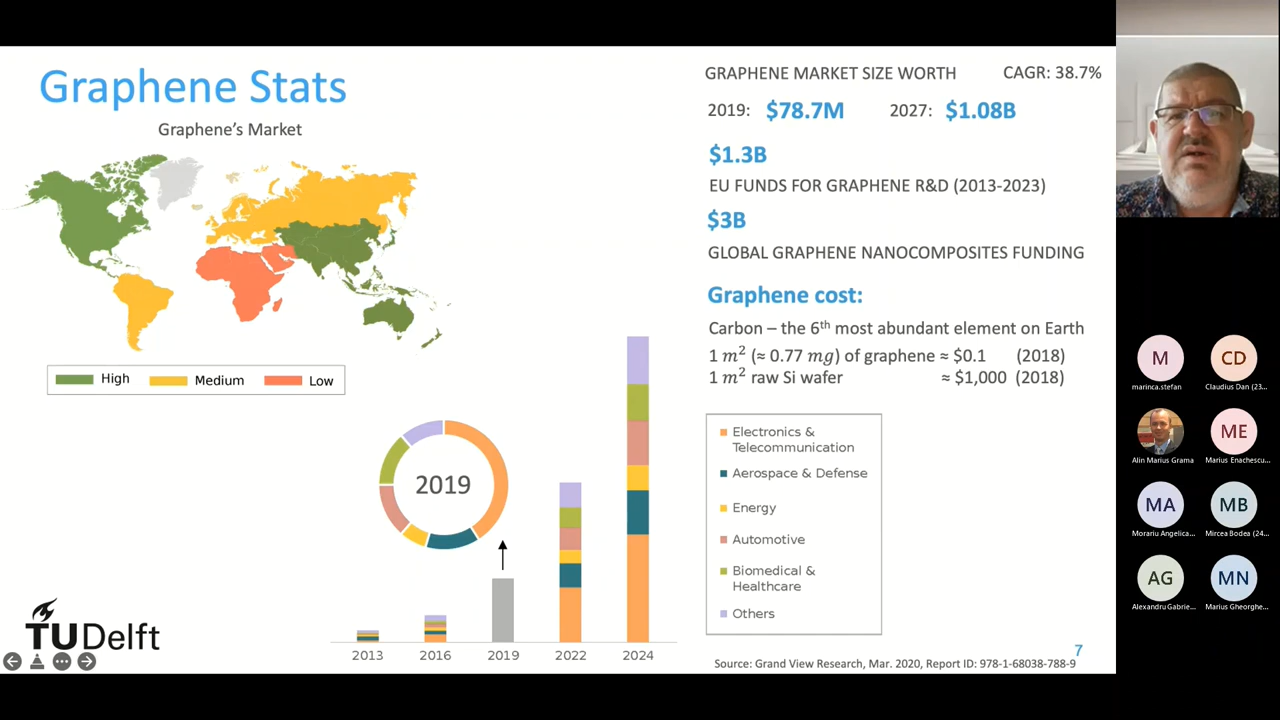 Graphene Stats
Graphene's Market
High
Medium
Low
2019
2013
2016
2019
2022
2024
TUDelft
GRAPHENE MARKET SIZE WORTH CAGR: 38.7%
2019: $78.7M 2027: $1.08B
$1.3B
EU FUNDS FOR GRAPHENE R&D (2013-2023)
$3B
GLOBAL GRAPHENE NANOCOMPOSITES FUNDING
Graphene cost:
Carbon – the 6th most abundant element on Earth
1 m² (≈ 0.77 mg) of graphene ≈ $0.1 (2018)
1 m² raw Si wafer ≈ $1,000 (2018)
Electronics &
Telecommunication
Aerospace & Defense
Energy
Automotive
Biomedical &
Healthcare
Others
7
Source: Grand View Research, Mar. 2020, Report ID: 978-1-68038-788-9
M
CD
marinca.stefan
Claudius Dan (23...
ME
Alin Marius Grama
Marius Enachescu...
MA
MB
Morariu Angelica...
Mircea Bodea (24...
AG
MN
Alexandru Gabrie...
Marius Gheorghe...